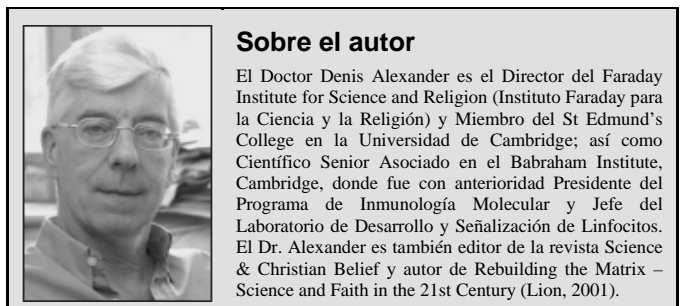 Sobre el autor
El Doctor Denis Alexander es el Director del Faraday
Institute for Science and Religion (Instituto Faraday para
la Ciencia y la Religión) y Miembro del St Edmund's
College en la Universidad de Cambridge; así como
Científico Senior Asociado en el Babraham Institute,
Cambridge, donde fue con anterioridad Presidente del
Programa de Inmunología Molecular y Jefe del
Laboratorio de Desarrollo y Señalización de Linfocitos.
El Dr. Alexander es también editor de la revista Science
& Christian Belief y autor de Rebuilding the Matrix –
Science and Faith in the 21st Century (Lion, 2001).